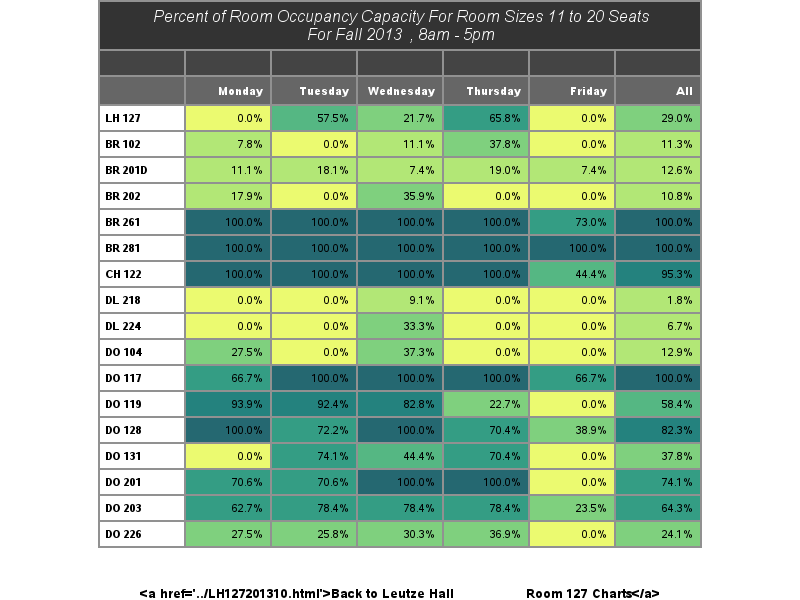 Percent of Room Occupancy Capacity For Room Sizes 11 to 20 Seats
For Fall 2013 , 8am - 5pm
Monday Tuesday Wednesday Thursday Friday All
LH 127 0.0% 57.5% 21.7% 65.8% 0.0% 29.0%
BR 102 7.8% 0.0% 11.1% 37.8% 0.0% 11.3%
BR 201D 11.1% 18.1% 7.4% 19.0% 7.4% 12.6%
BR 202 17.9% 0.0% 35.9% 0.0% 0.0% 10.8%
BR 261 100.0% 100.0% 100.0% 100.0% 73.0% 100.0%
BR 281 100.0% 100.0% 100.0% 100.0% 100.0% 100.0%
CH 122 100.0% 100.0% 100.0% 100.0% 44.4% 95.3%
DL 218 0.0% 0.0% 9.1% 0.0% 0.0% 1.8%
DL 224 0.0% 0.0% 33.3% 0.0% 0.0% 6.7%
DO 104 27.5% 0.0% 37.3% 0.0% 0.0% 12.9%
DO 117 66.7% 100.0% 100.0% 100.0% 66.7% 100.0%
DO 119 93.9% 92.4% 82.8% 22.7% 0.0% 58.4%
DO 128 100.0% 72.2% 100.0% 70.4% 38.9% 82.3%
DO 131 0.0% 74.1% 44.4% 70.4% 0.0% 37.8%
DO 201 70.6% 70.6% 100.0% 100.0% 0.0% 74.1%
DO 203 62.7% 78.4% 78.4% 78.4% 23.5% 64.3%
DO 226 27.5% 25.8% 30.3% 36.9% 0.0% 24.1%
<a href='../LH127201310.html'>Back to Leutze Hall Room 127 Charts</a>